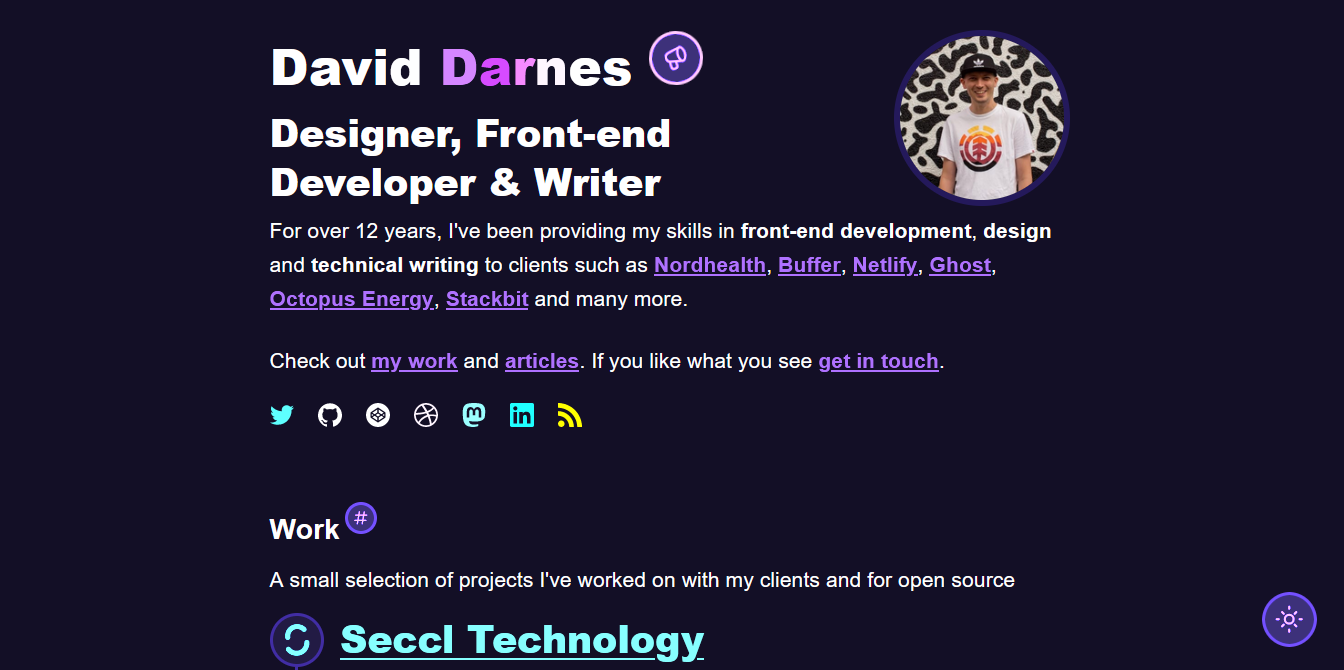 David Darnes
Designer, Front-end
Developer & Writer
For over 12 years, I've been providing my skills in front-end development, design
and technical writing to clients such as Nordhealth, Buffer, Netlify, Ghost,
Octopus Energy, Stackbit and many more.
Check out my work and articles. If you like what you see get in touch.
Work #
A small selection of projects I've worked on with my clients and for open source
Seccl Technology